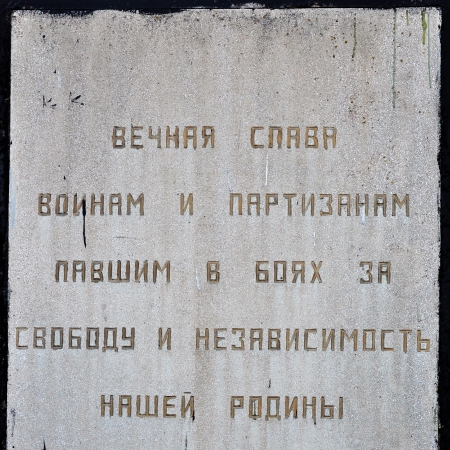 ВЕЧНАЯ СЛАВА
ВОИНАМ И ПАРТИЗАНАМ
ПАВШИМ В БОЯХ ЗА
СВОБОДУ И НЕЗАВИСИМОСТЬ
НАШЕЙ РОДИНЫ